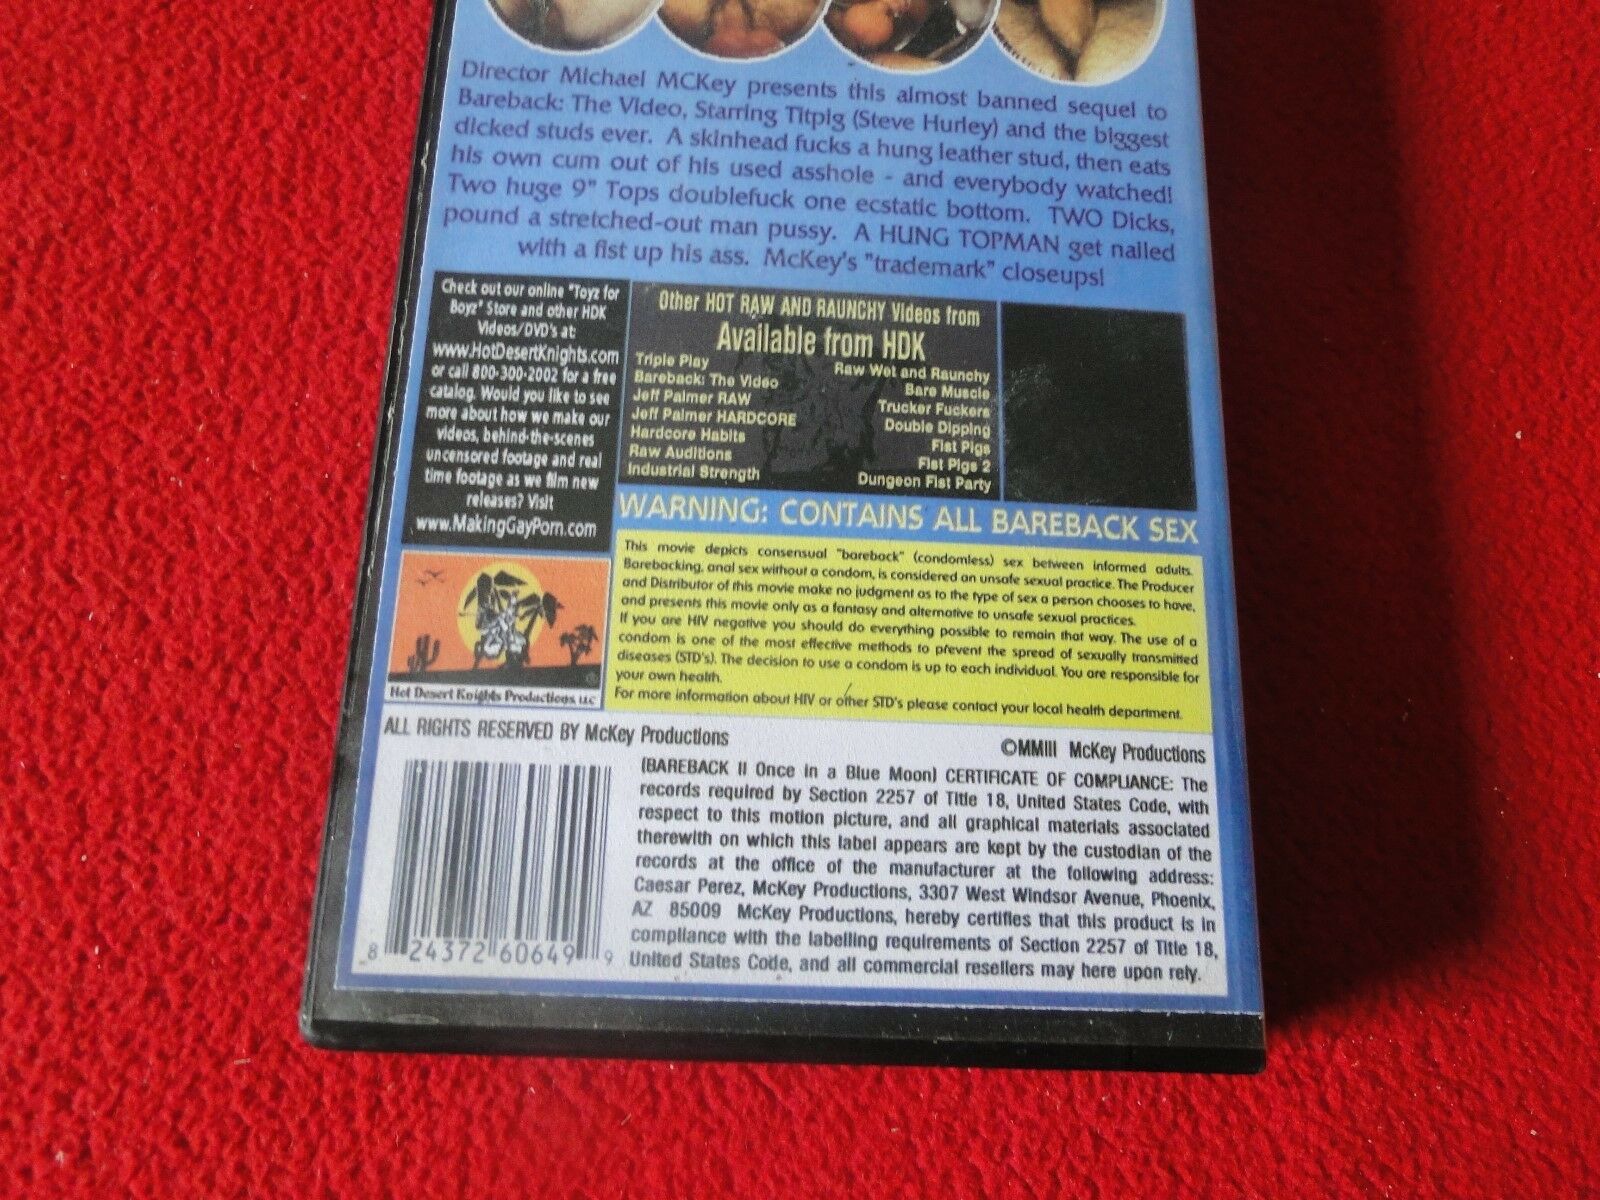 Director Michael MCKey presents this almost banned sequel to
Bareback: The Video, Starring Titpig (Steve Hurley) and the biggest
dicked studs ever. A skinhead fucks a hung leather stud, then eats
his own cum out of his used asshole - and everybody watched!
Two huge 9" Tops doublefuck one ecstatic bottom. TWO Dicks,
pound a stretched-out man pussy. A HUNG TOPMAN get nailed
with a fist up his ass. McKey's "trademark" closeups!
Check out our online "Toyz for
Boyz" Store and other HDK
Videos/DVD's at:
www.HotDesertKnights.com
or call 800-300-2002 for a free
catalog. Would you like to see
more about how we make our
videos, behind-the-scenes
uncensored footage and real
time footage as we film new
releases? Visit
www.MakingGayPorn.com
Other HOT RAW AND RAUNCHY Videos from
Available from HDK
Triple Play
Bareback: The Video
Jeff Palmer RAW
Jeff Palmer HARDCORE
Hardcore Habits
Raw Auditions
Industrial Strength
Raw Wet and Raunchy
Bare Muscle
Trucker Fuckers
Double Dipping
Fist Pigs
Fist Pigs 2
Dungeon Fist Party
WARNING: CONTAINS ALL BAREBACK SEX
This movie depicts consensual "bareback" (condomless) sex between informed adults.
Barebacking, anal sex without a condom, is considered an unsafe sexual practice. The Producer
and Distributor of this movie make no judgment as to the type of sex a person chooses to have,
and presents this movie only as a fantasy and alternative to unsafe sexual practices.
If you are HIV negative you should do everything possible to remain that way. The use of a
condom is one of the most effective methods to prevent the spread of sexually transmitted
diseases (STD's). The decision to use a condom is up to each individual. You are responsible for
your own health.
For more information about HIV or other STD's please contact your local health department.
Hot Desert Knights Productions LLC
ALL RIGHTS RESERVED BY McKey Productions
©MMIII McKey Productions
(BAREBACK II Once in a Blue Moon) CERTIFICATE OF COMPLIANCE: The
records required by Section 2257 of Title 18, United States Code, with
respect to this motion picture, and all graphical materials associated
therewith on which this label appears are kept by the custodian of the
records at the office of the manufacturer at the following address:
Caesar Perez, McKey Productions, 3307 West Windsor Avenue, Phoenix,
AZ 85009 McKey Productions, hereby certifies that this product is in
compliance with the labelling requirements of Section 2257 of Title 18,
United States Code, and all commercial resellers may here upon rely.
8 24372 60649 9